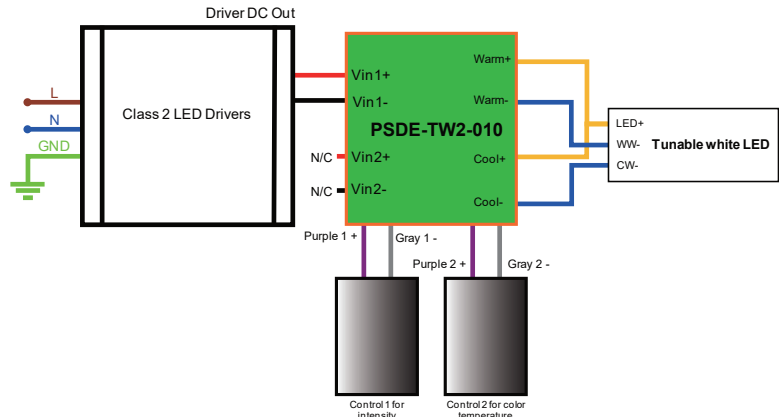 Driver DC Out
L
N
GND
Class 2 LED Drivers
Vin1+
Vin1-
N/C
Vin2+
N/C
Vin2-
PSDE-TW2-010
Warm+
Warm-
Cool+
Cool-
LED+
WW-
CW-
Tunable white LED
Purple 1 +
Gray 1 -
Purple 2 +
Gray 2 -
Control 1 for
intensity
Control 2 for color
temperature